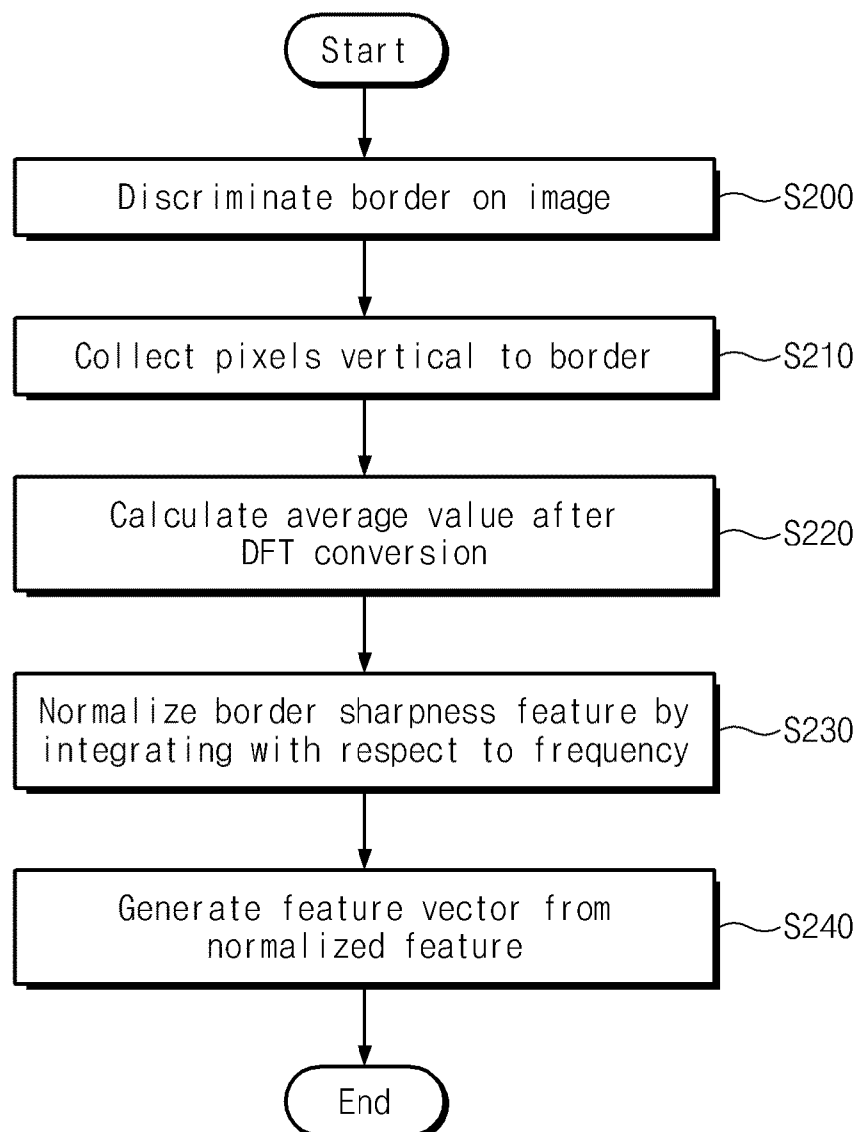 Start
Discriminate border on image
S200
Collect pixels vertical to border
S210
Calculate average value after
DFT conversion
S220
Normalize border sharpness feature by
integrating with respect to frequency
S230
Generate feature vector from
normalized feature
S240
End